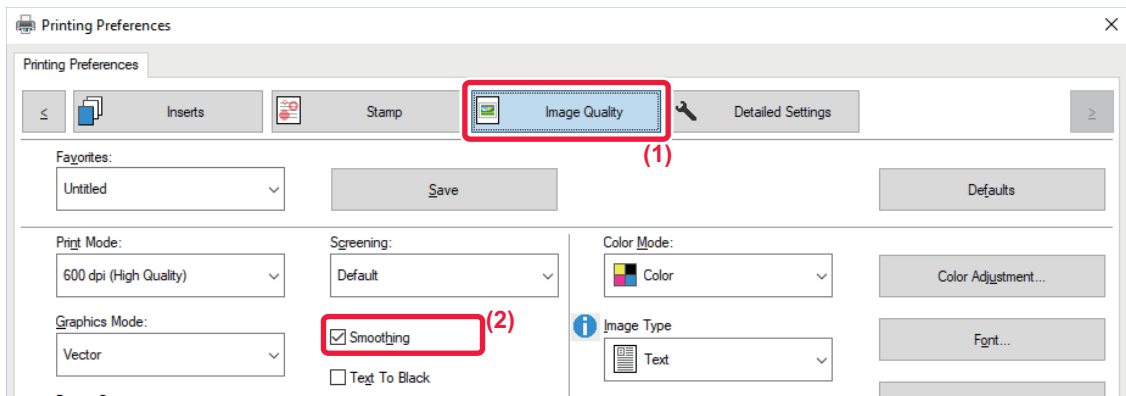 Printing Preferences
Printing Preferences
< Inserts Stamp Image Quality Detailed Settings >
(1)
Favorites:
Untitled Save Defaults
Print Mode: Screening: Color Mode:
600 dpi (High Quality) Default Color Color Adjustment...
Graphics Mode: (2) Image Type
Smoothing Font...
Vector Text
Text To Black